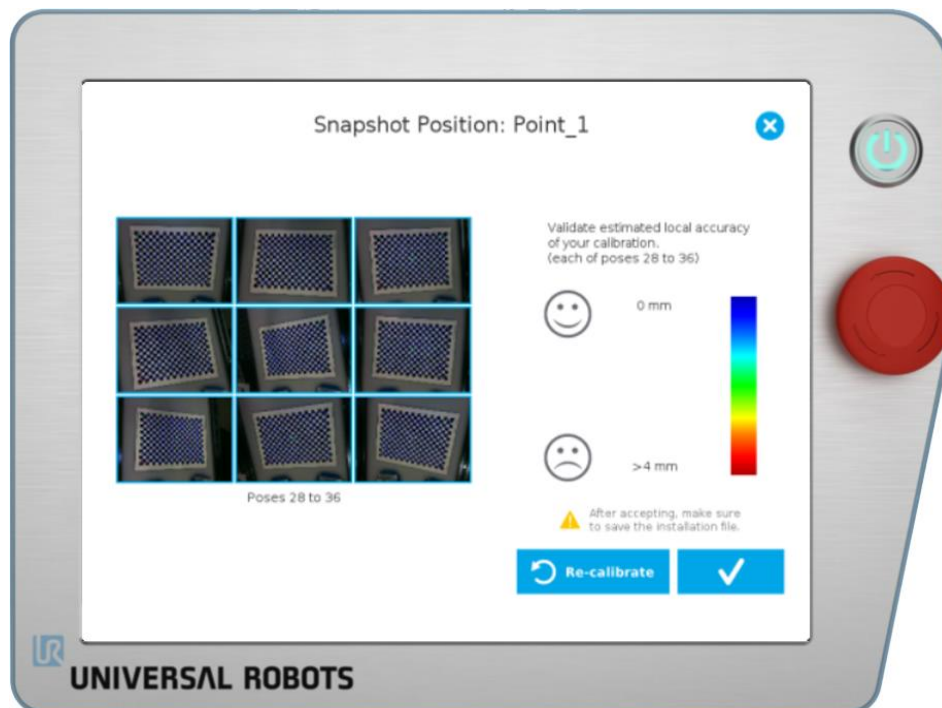 Snapshot Position: Point_1
Validate estimated local accuracy
of your calibration.
(each of poses 28 to 36)
0 mm
>4 mm
Poses 28 to 36
After accepting, make sure
to save the installation file.
Re-calibrate
UR
UNIVERSAL ROBOTS